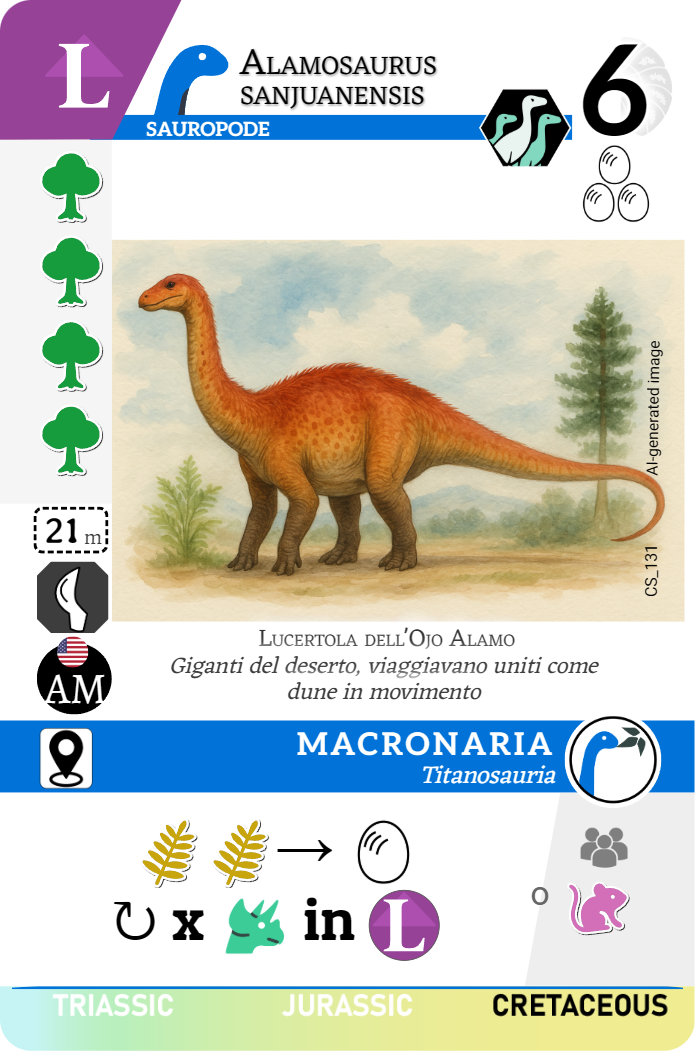 L
ALAMOSAURUS
SANJUANENSIS
SAUROPODE
6
21 m
AM
AI-generated image
CS_131
LUCERTOLA DELL'OJO ALAMO
Giganti del deserto, viaggiavano uniti come
dune in movimento
MACRONARIA
Titanosauria
→
↻ x in L
o
TRIASSIC JURASSIC CRETACEOUS